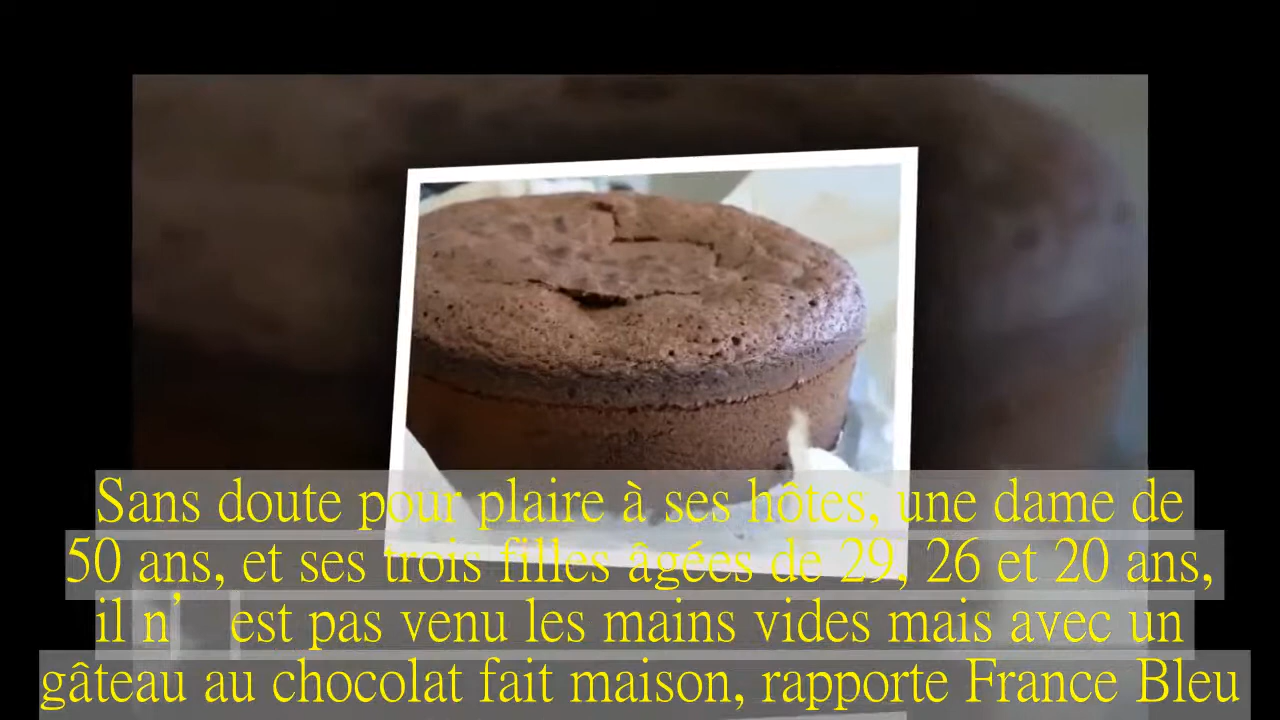 Sans doute pour plaire à ses hôtes, une dame de
50 ans, et ses trois filles âgées de 29, 26 et 20 ans,
il n’ est pas venu les mains vides mais avec un
gâteau au chocolat fait maison, rapporte France Bleu